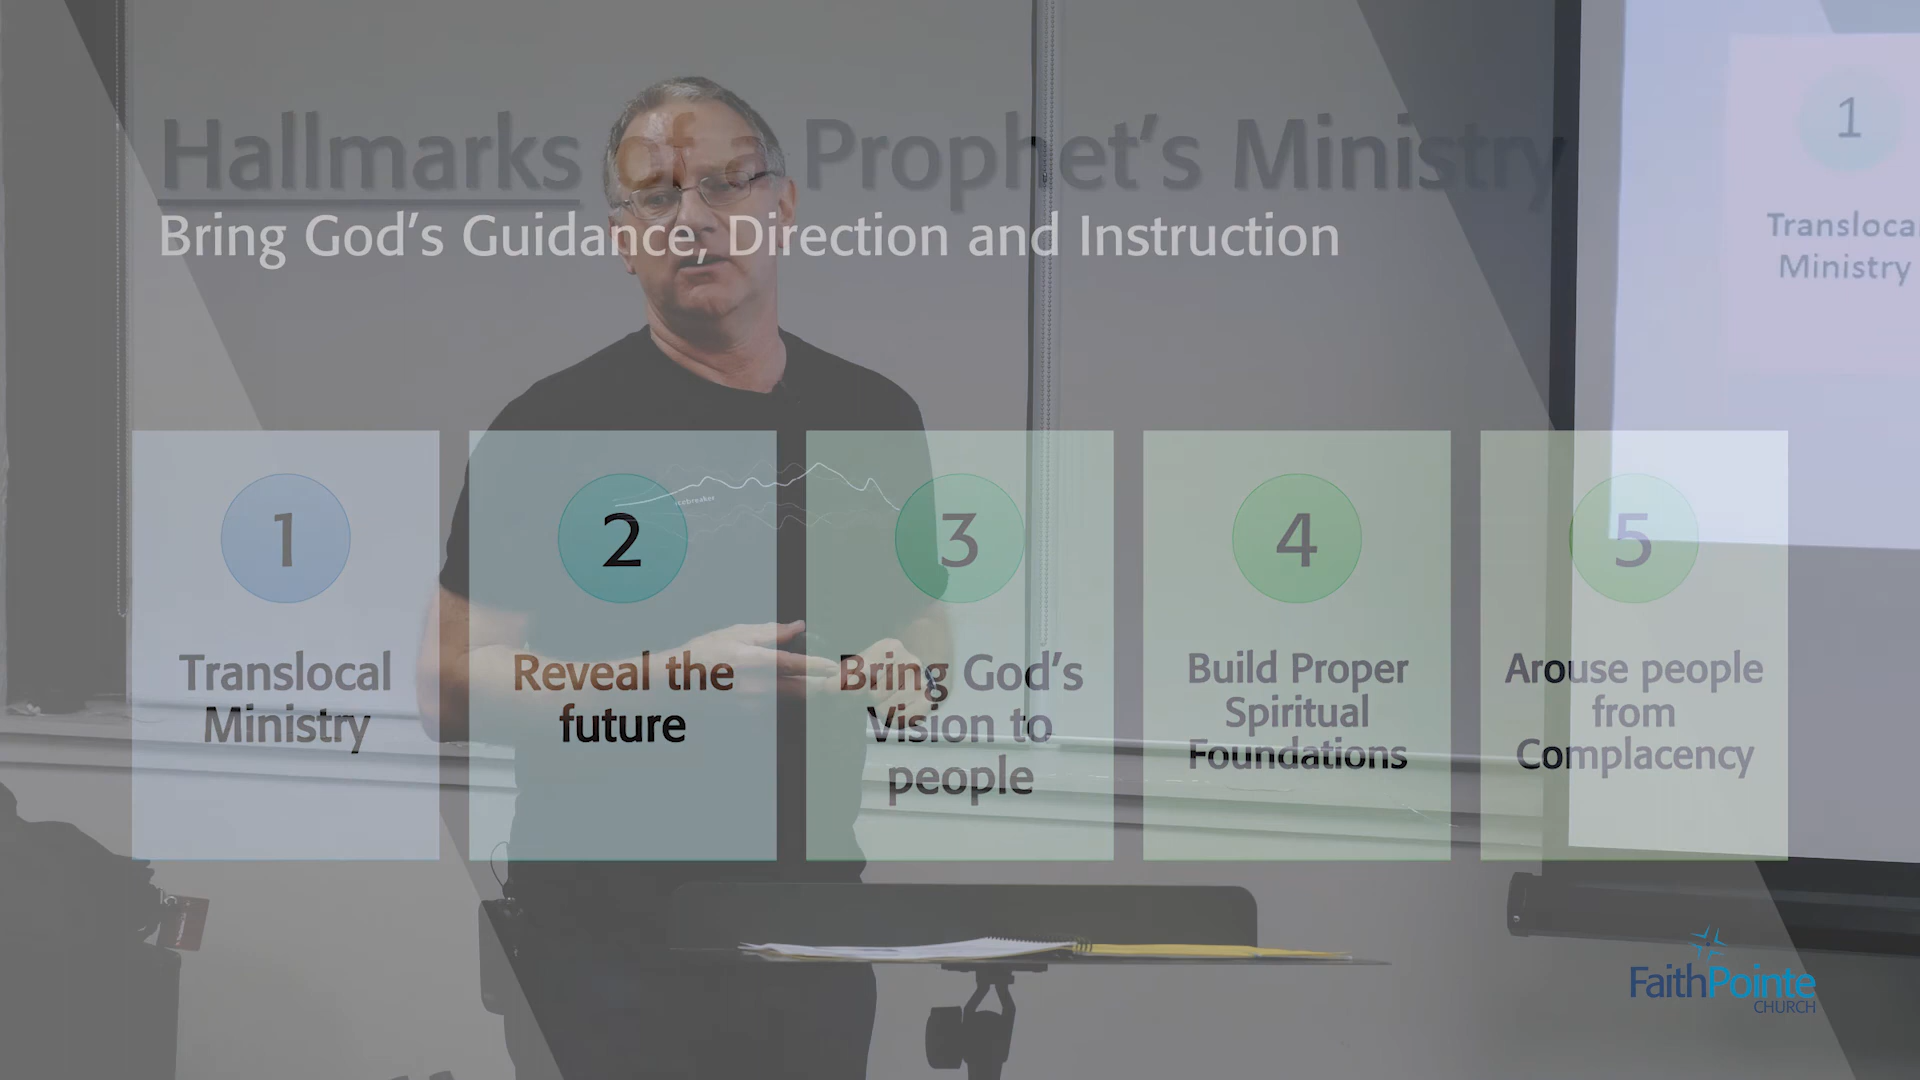 Hallmarks of a Prophet's Ministry
Bring God's Guidance, Direction and Instruction
1
Translocal
Ministry
2
Reveal the
future
3
Bring God's
Vision to
people
4
Build Proper
Spiritual
Foundations
5
Arouse people
from
Complacency
1
Transloca
Ministry
icebreaker
FaithPointe
CHURCH